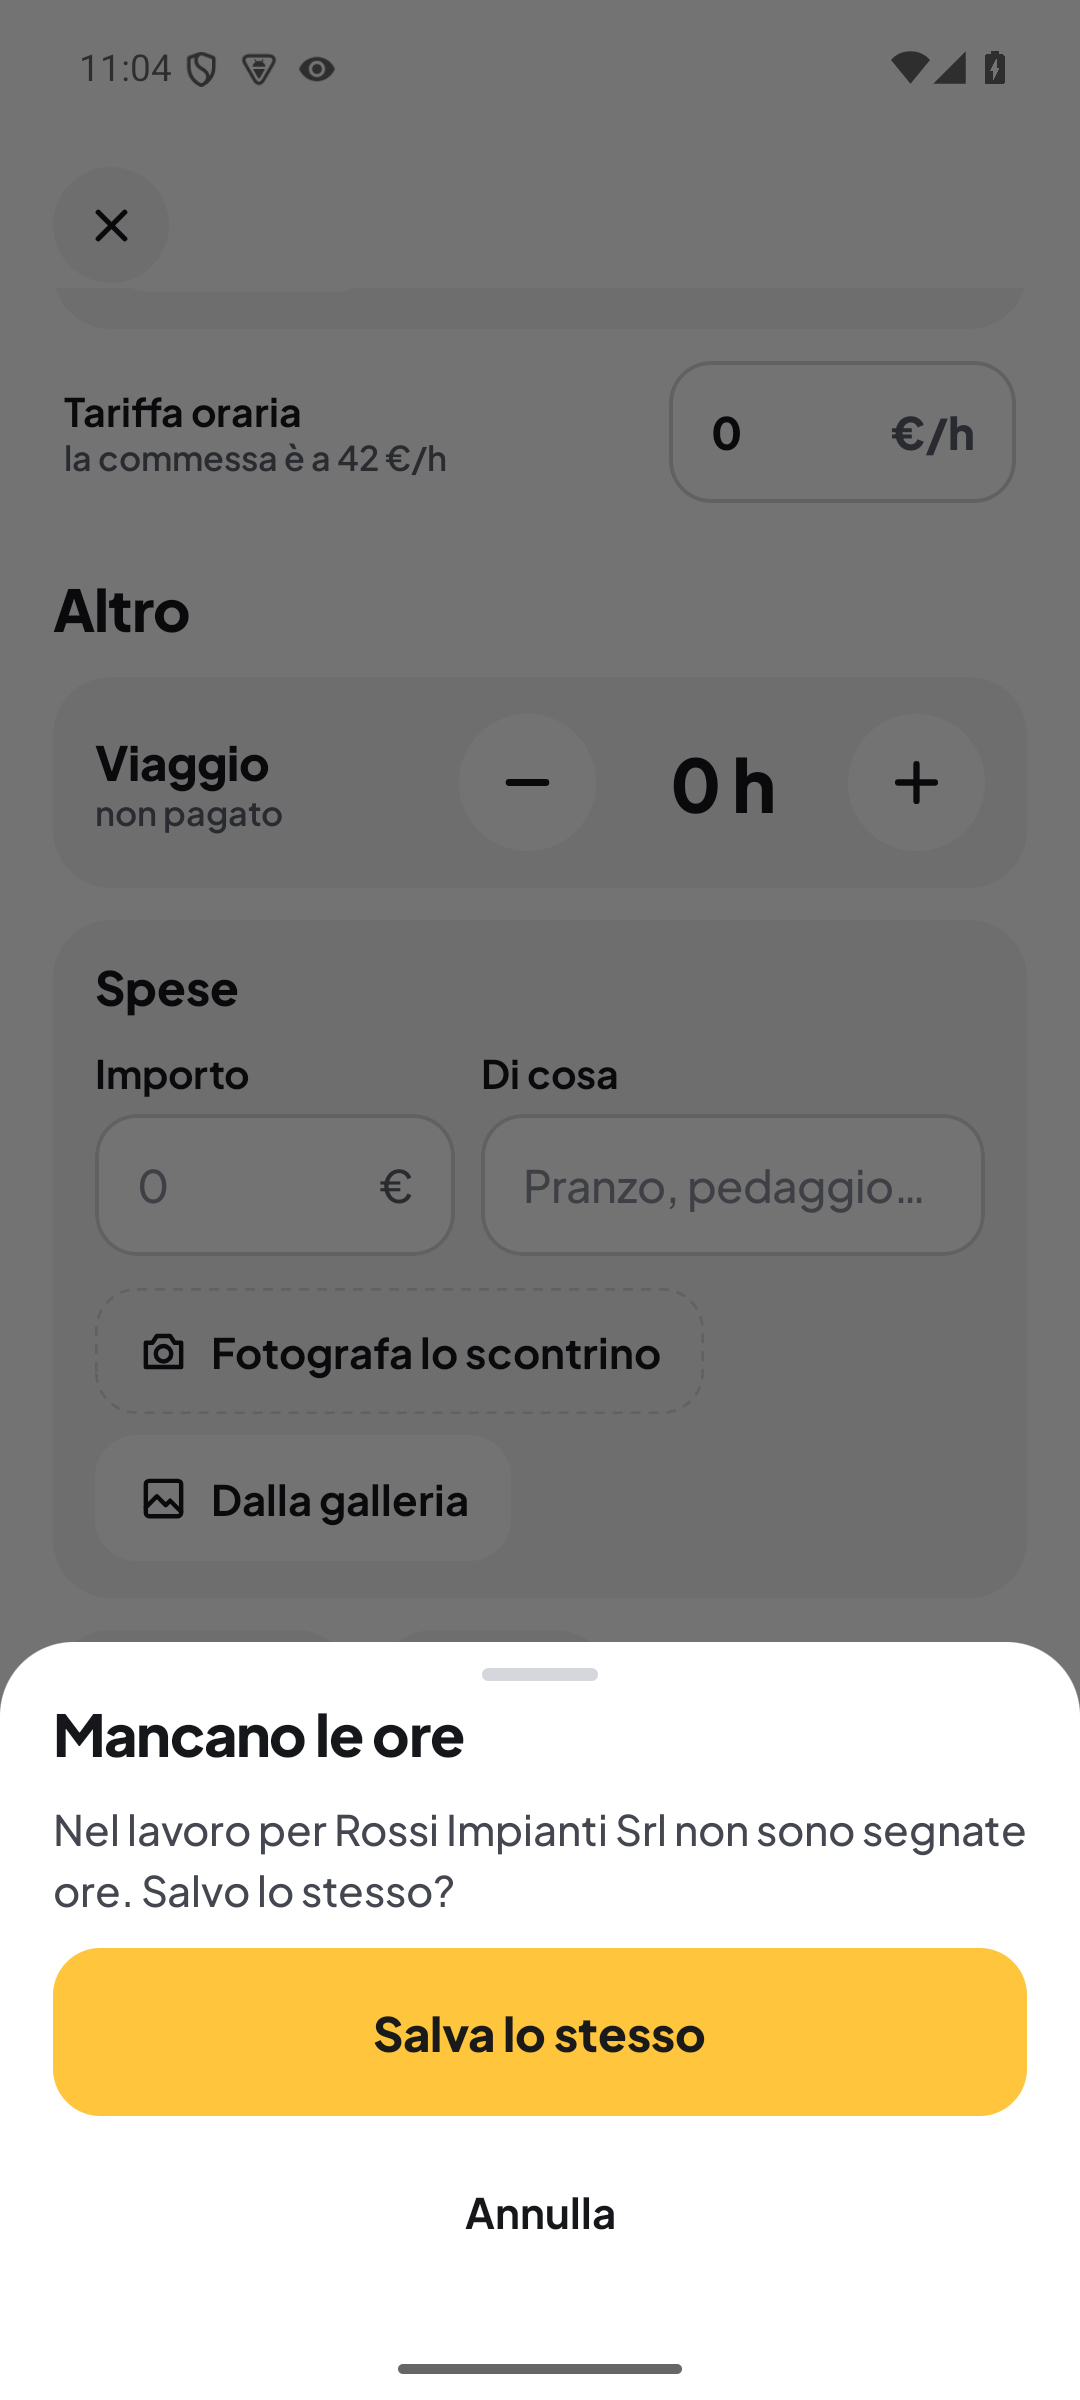 11:04
Tariffa oraria
la commessa è a 42 €/h
0 €/h
Altro
Viaggio
non pagato
0 h
Spese
Importo
Di cosa
0 €
Pranzo, pedaggio...
Fotografa lo scontrino
Dalla galleria
Mancano le ore
Nel lavoro per Rossi Impianti Srl non sono segnate
ore. Salvo lo stesso?
Salva lo stesso
Annulla